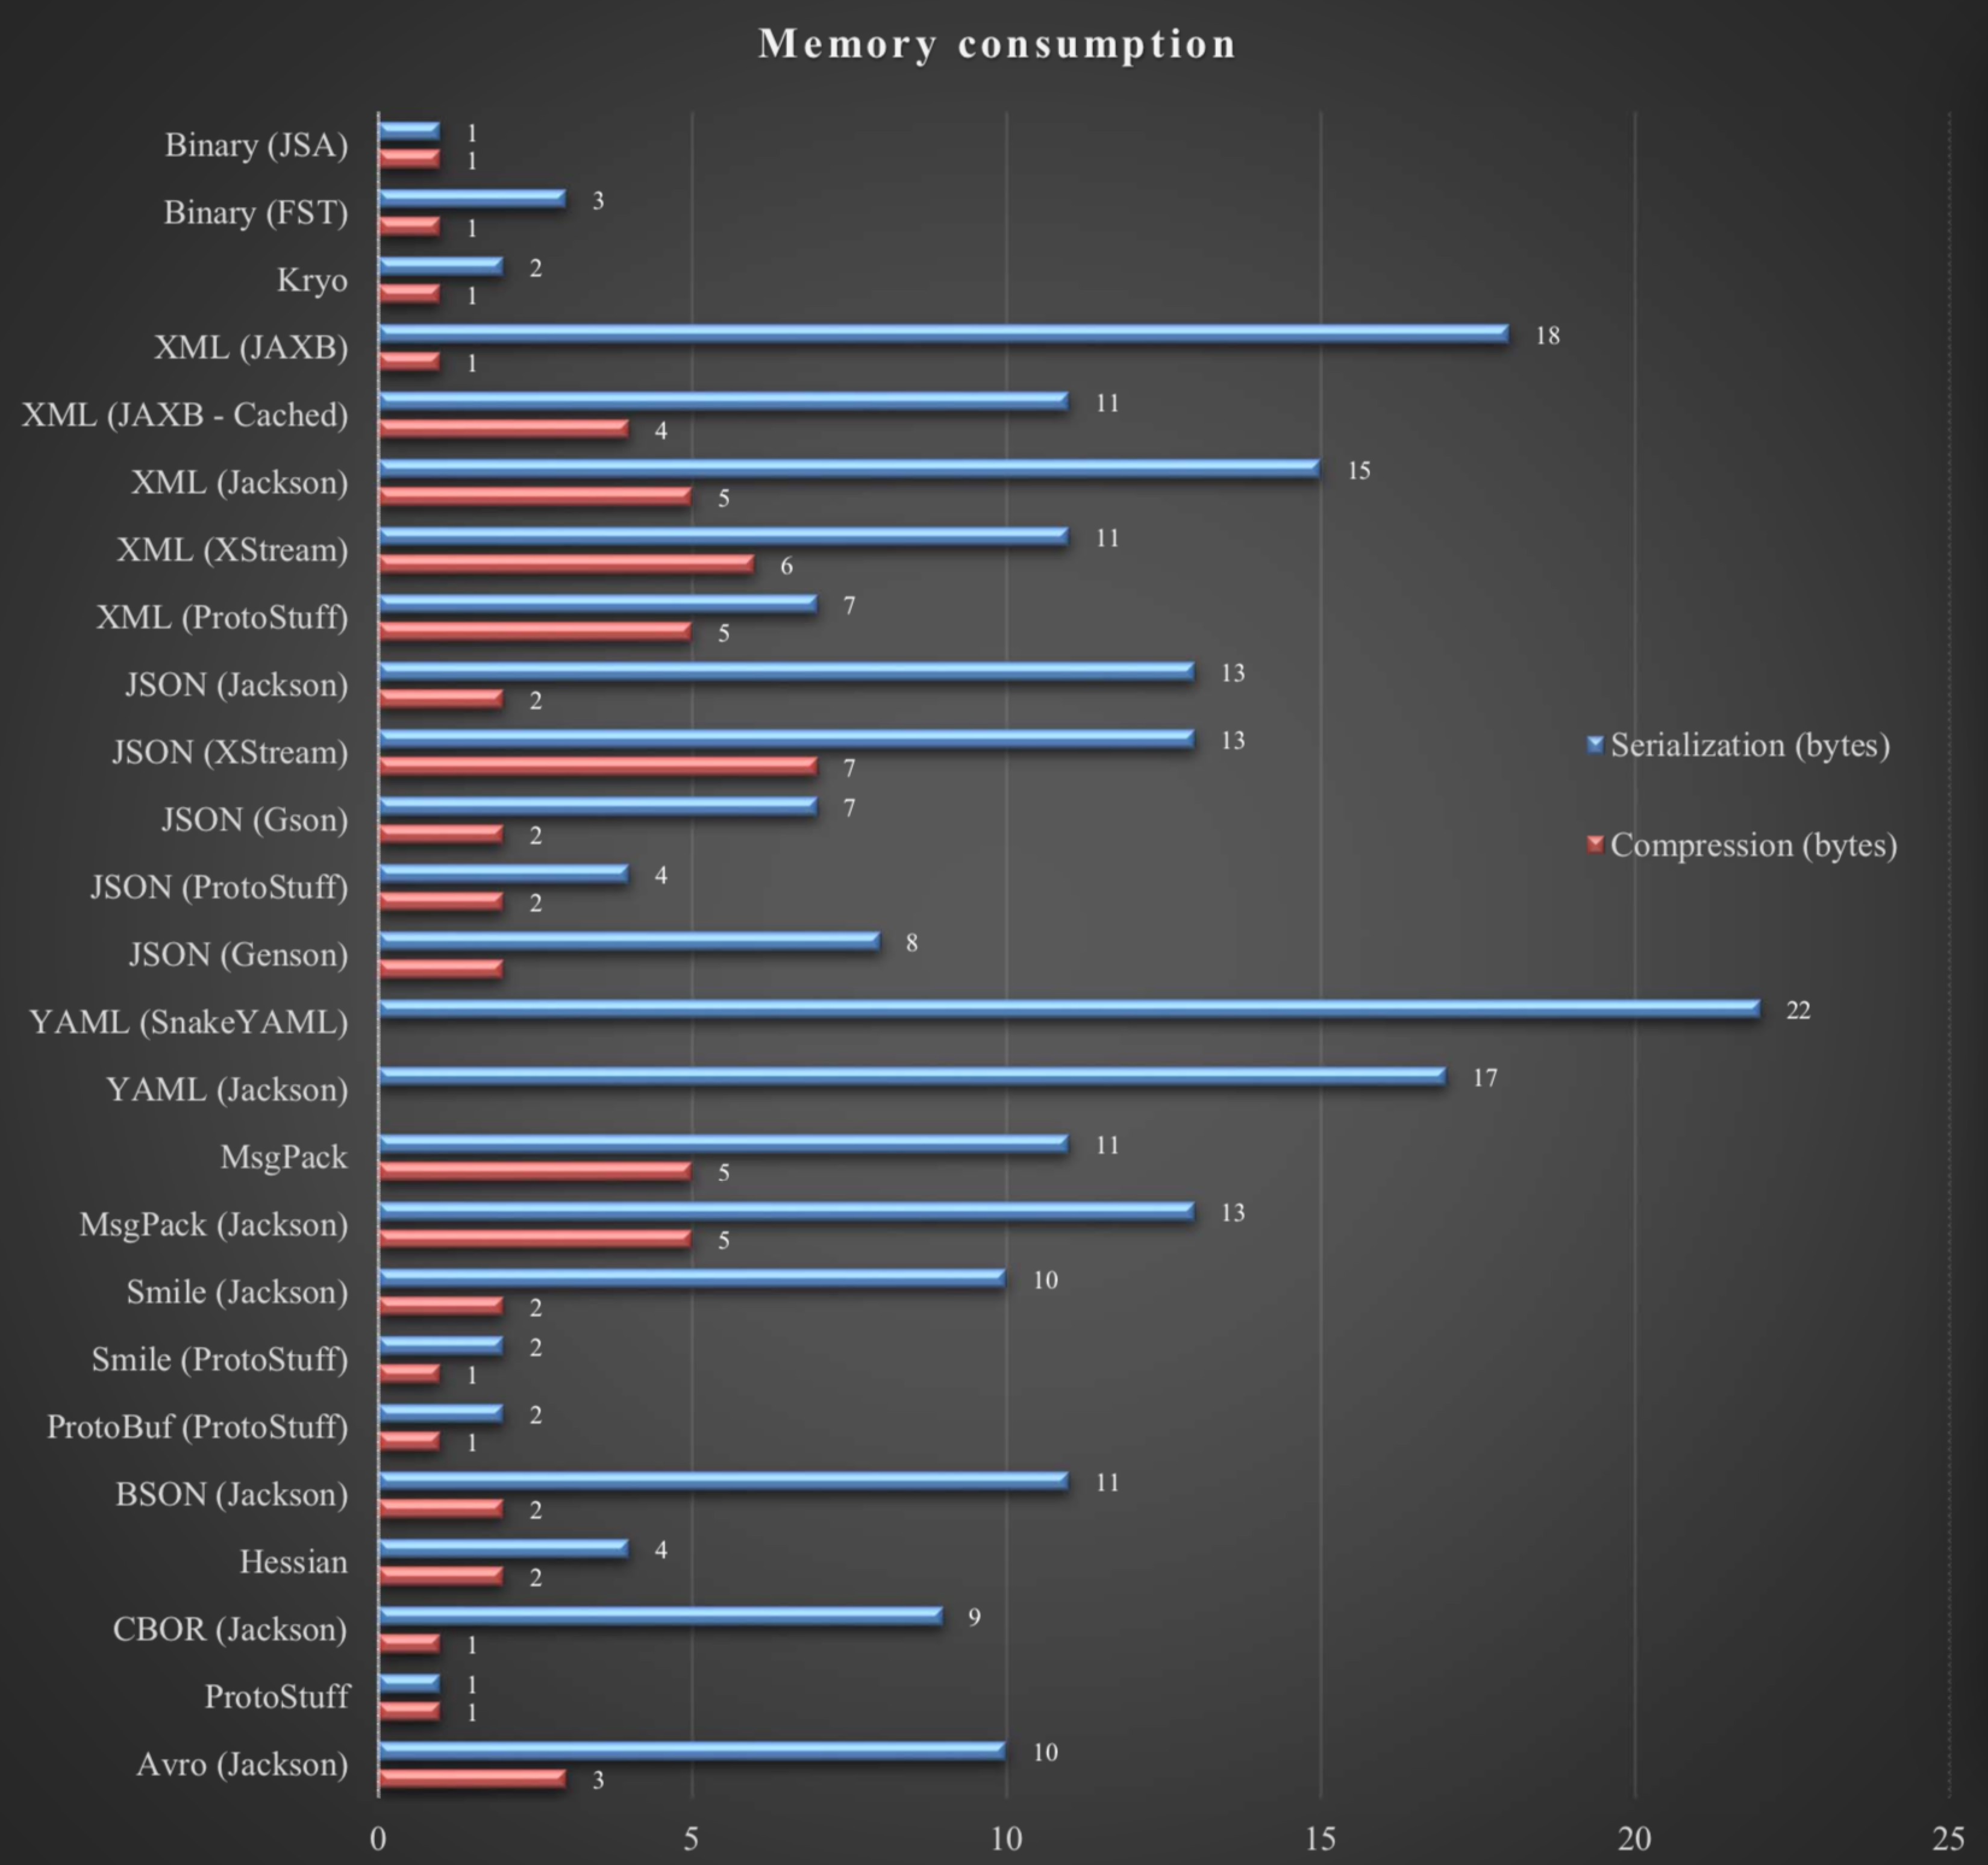 Memory consumption
Binary (JSA)
1
1
Binary (FST)
3
1
Kryo
2
1
XML (JAXB)
18
1
XML (JAXB - Cached)
11
4
XML (Jackson)
15
5
XML (XStream)
11
6
XML (ProtoStuff)
7
5
JSON (Jackson)
13
2
JSON (XStream)
13
7
JSON (Gson)
7
2
JSON (ProtoStuff)
4
2
JSON (Genson)
8
YAML (SnakeYAML)
22
YAML (Jackson)
17
MsgPack
11
5
MsgPack (Jackson)
13
5
Smile (Jackson)
10
2
Smile (ProtoStuff)
2
1
ProtoBuf (ProtoStuff)
2
1
BSON (Jackson)
11
2
Hessian
4
2
CBOR (Jackson)
9
1
ProtoStuff
1
1
Avro (Jackson)
10
3
Serialization (bytes)
Compression (bytes)
0 5 10 15 20 25